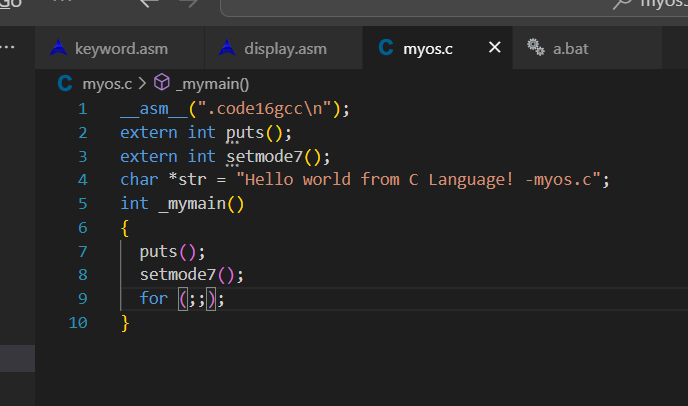 Go ... myos.
... keyword.asm display.asm C myos.c × a.bat
C myos.c > _mymain()
1 __asm__(".code16gcc\n");
2 extern int puts();
3 extern int setmode7();
4 char *str = "Hello world from C Language! -myos.c";
5 int _mymain()
6 {
7 puts();
8 setmode7();
9 for (;;);
10 }